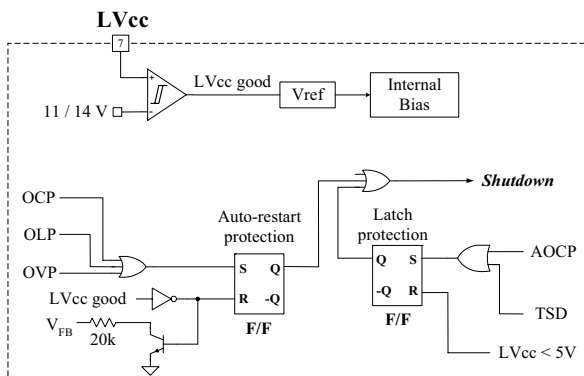 LVcc
7
LVcc good
Vref
Internal
Bias
11 / 14 V
+
-
Shutdown
OCP
OLP
OVP
Auto-restart
protection
S Q
R -Q
F/F
Latch
protection
Q S
-Q R
F/F
AOCP
TSD
LVcc < 5V
LVcc good
VFB
20k